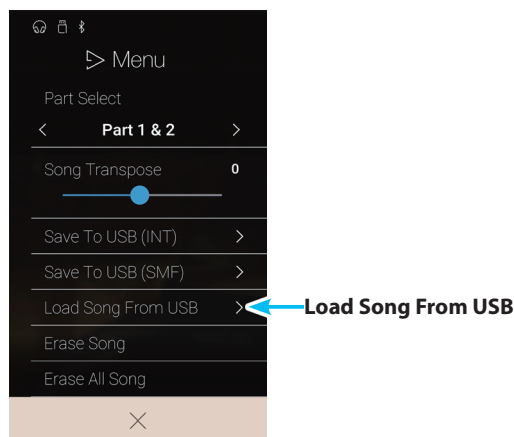 Menu
Part Select
Part 1 & 2
Song Transpose 0
Save To USB (INT)
Save To USB (SMF)
Load Song From USB
Load Song From USB
Erase Song
Erase All Song